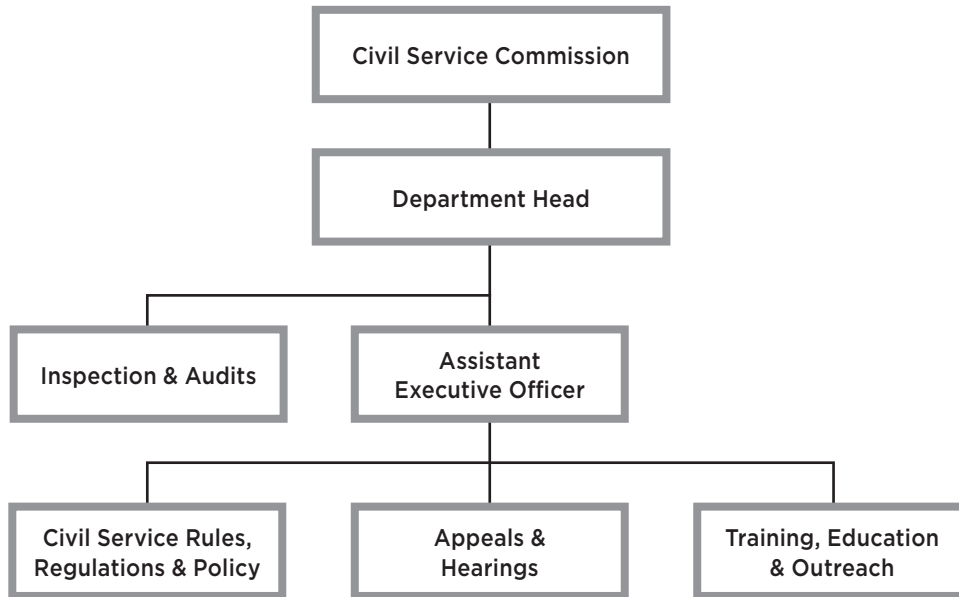 Civil Service Commission
Department Head
Inspection & Audits
Assistant
Executive Officer
Civil Service Rules,
Regulations & Policy
Appeals &
Hearings
Training, Education
& Outreach